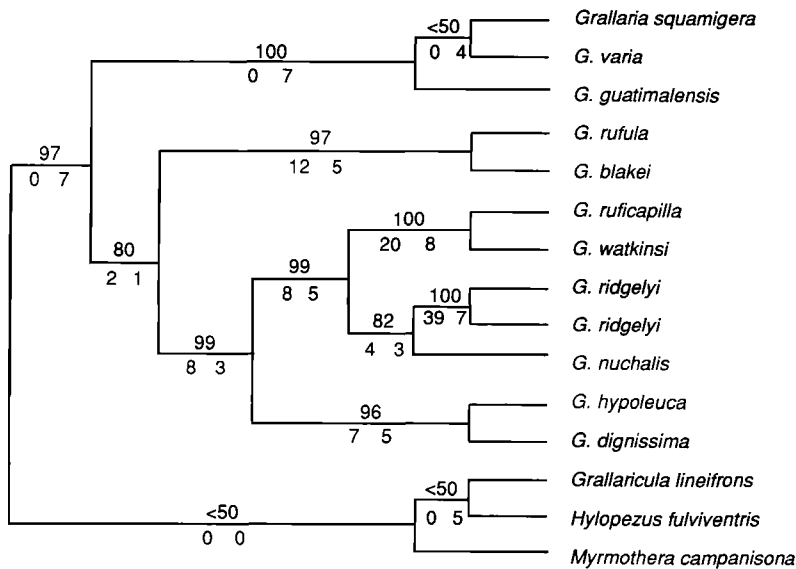 <50
Grallaria squamigera
0 4
G. varia
100
0 7
G. guatimalensis
97
G. rufula
12 5
G. blakei
97
0 7
G. ruficapilla
100
20 8
G. watkinsi
80
2 1
99
8 5
G. ridgelyi
100
39 7
G. ridgelyi
82
4 3
G. nuchalis
99
8 3
G. hypoleuca
96
7 5
G. dignissima
Grallaricula lineifrons
<50
0 5
Hylopezus fulviventris
<50
0 0
Myrmothera campanisona